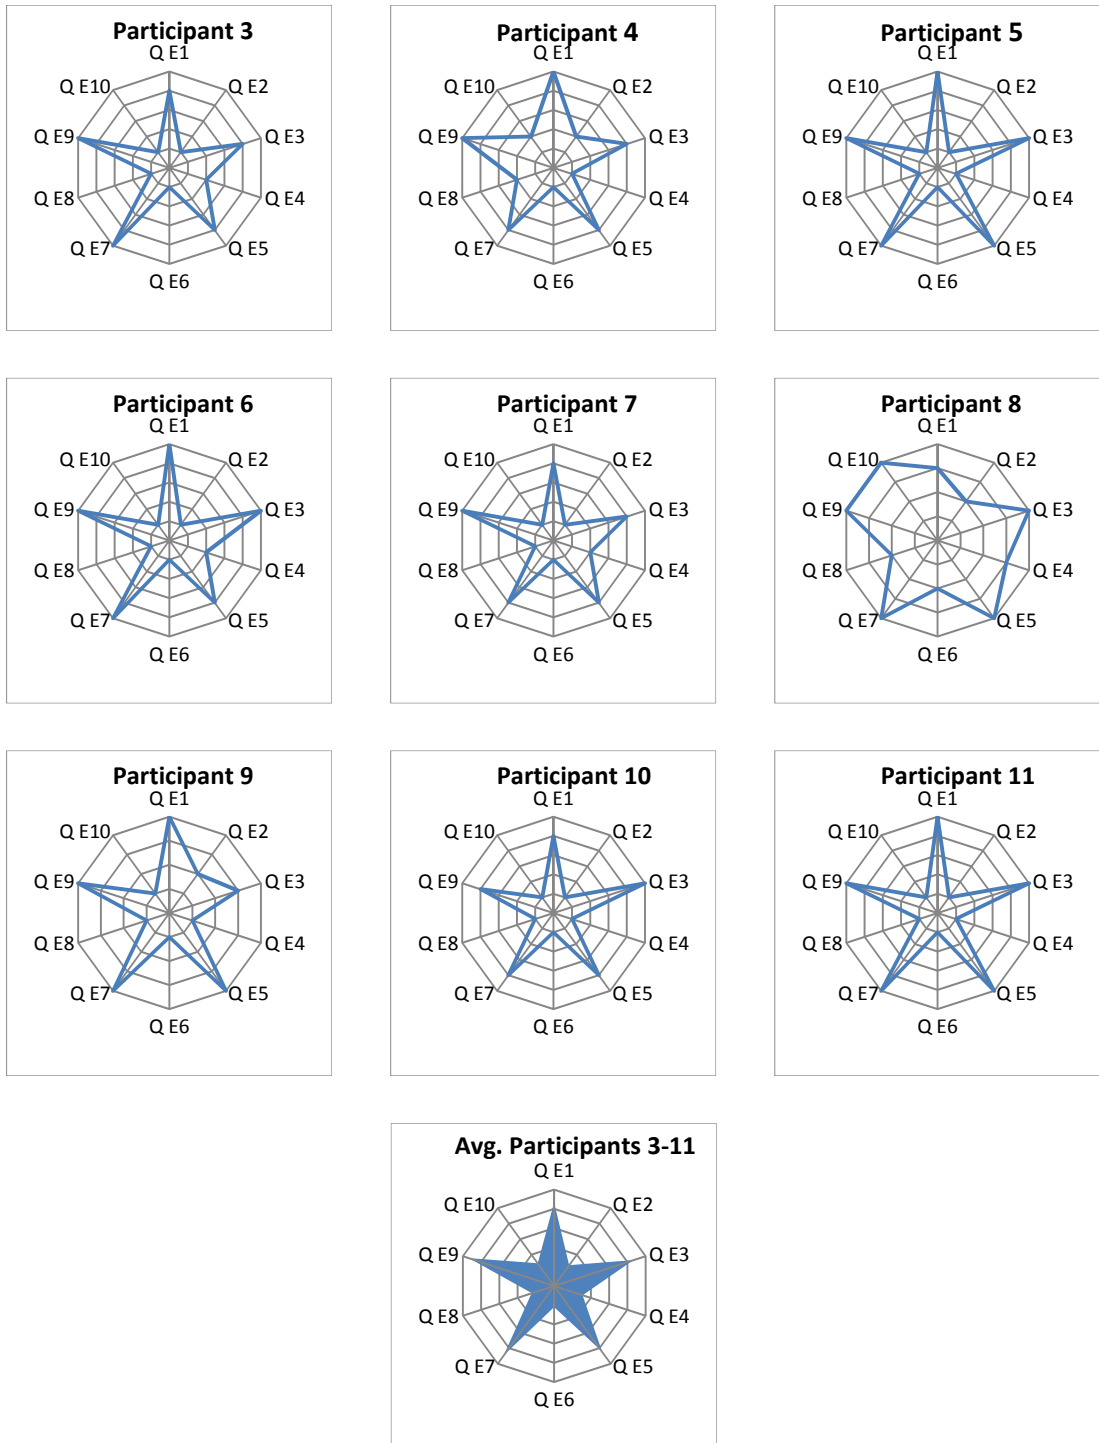 Participant 3
Q E1
Q E10
Q E2
Q E9
Q E3
Q E8
Q E4
Q E7
Q E5
Q E6
Participant 4
Q E1
Q E10
Q E2
Q E9
Q E3
Q E8
Q E4
Q E7
Q E5
Q E6
Participant 5
Q E1
Q E10
Q E2
Q E9
Q E3
Q E8
Q E4
Q E7
Q E5
Q E6
Participant 6
Q E1
Q E10
Q E2
Q E9
Q E3
Q E8
Q E4
Q E7
Q E5
Q E6
Participant 7
Q E1
Q E10
Q E2
Q E9
Q E3
Q E8
Q E4
Q E7
Q E5
Q E6
Participant 8
Q E1
Q E10
Q E2
Q E9
Q E3
Q E8
Q E4
Q E7
Q E5
Q E6
Participant 9
Q E1
Q E10
Q E2
Q E9
Q E3
Q E8
Q E4
Q E7
Q E5
Q E6
Participant 10
Q E1
Q E10
Q E2
Q E9
Q E3
Q E8
Q E4
Q E7
Q E5
Q E6
Participant 11
Q E1
Q E10
Q E2
Q E9
Q E3
Q E8
Q E4
Q E7
Q E5
Q E6
Avg. Participants 3-11
Q E1
Q E10
Q E2
Q E9
Q E3
Q E8
Q E4
Q E7
Q E5
Q E6